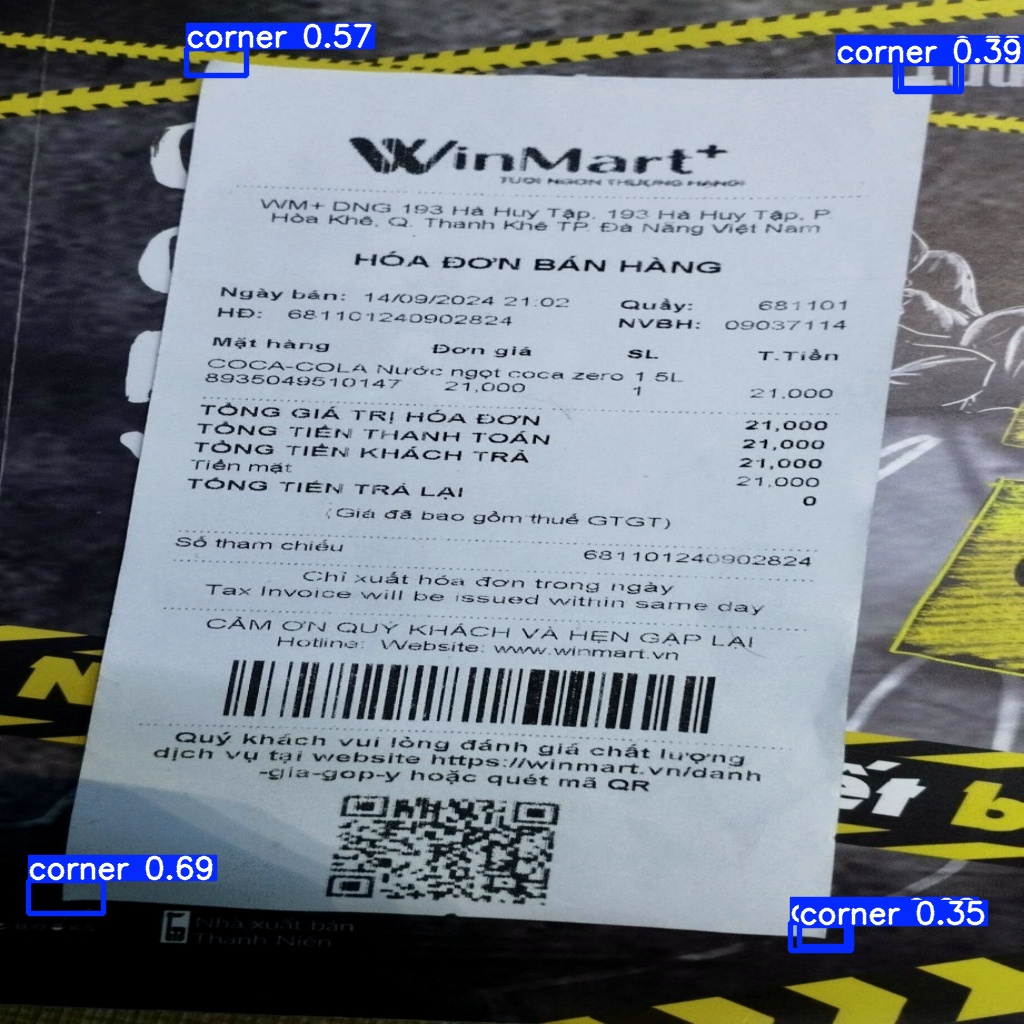 corner 0.57
corner 0.39
WinMart+
TƯƠI NGON THƯỢNG HẠNG
WM+ DNG 193 Hà Huy Tập, 193 Hà Huy Tập, P.
Hòa Khê, Q. Thanh Khê TP. Đà Nẵng Việt Nam
HÓA ĐƠN BÁN HÀNG
Ngày bán: 14/09/2024 21:02 Quầy: 681101
HĐ: 681101240902824 NVBH: 09037114
Mặt hàng Đơn giá SL T.Tiền
COCA-COLA Nước ngọt coca zero 1.5L
8935049510147 21,000 1 21,000
TỔNG GIÁ TRỊ HÓA ĐƠN 21,000
TỔNG TIỀN THANH TOÁN 21,000
TỔNG TIỀN KHÁCH TRẢ 21,000
Tiền mặt 21,000
TỔNG TIỀN TRẢ LẠI 0
(Giá đã bao gồm thuế GTGT)
Số tham chiếu 681101240902824
Chỉ xuất hóa đơn trong ngày
Tax Invoice will be issued within same day
CẢM ƠN QUÝ KHÁCH VÀ HẸN GẶP LẠI
Hotline: Website: www.winmart.vn
Quý khách vui lòng đánh giá chất lượng
dịch vụ tại website https://winmart.vn/danh
-gia-gop-y hoặc quét mã QR
corner 0.69
corner 0.35
Nhà xuất bản
Thanh Niên